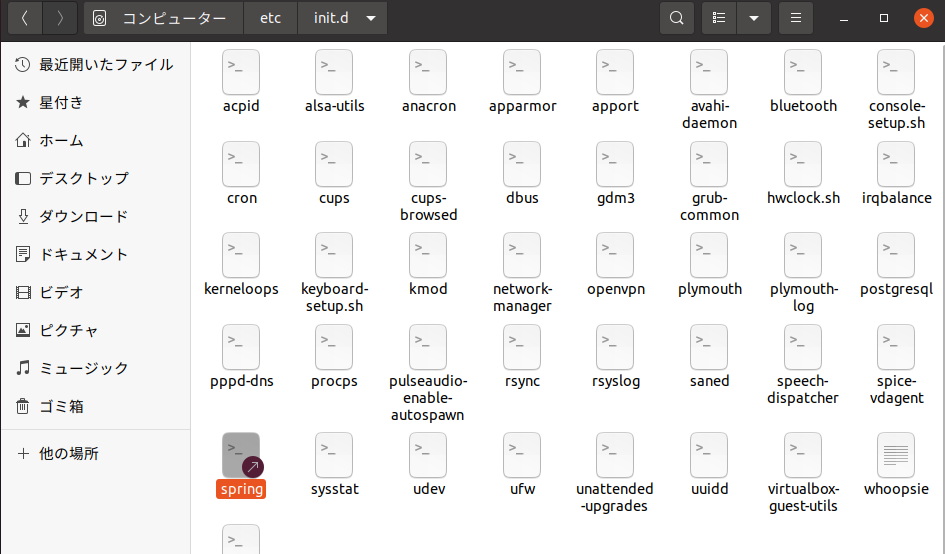 コンピューター etc init.d
最近開いたファイル
星付き
ホーム
デスクトップ
ダウンロード
ドキュメント
ビデオ
ピクチャ
ミュージック
ゴミ箱
他の場所
>_ >_ >_ >_ >_ >_ >_ >_
acpid alsa-utils anacron apparmor apport avahi- bluetooth console-
daemon setup.sh
>_ >_ >_ >_ >_ >_ >_ >_
cron cups cups- dbus gdm3 grub- hwclock.sh irqbalance
browsed common
>_ >_ >_ >_ >_ >_ >_ >_
kerneloops keyboard- kmod network- openvpn plymouth plymouth- postgresql
setup.sh manager log
>_ >_ >_ >_ >_ >_ >_ >_
pppd-dns procps pulseaudio- rsync rsyslog saned speech- spice-
enable- dispatcher vdagent
autospawn
>_ >_ >_ >_ >_ >_ >_
spring sysstat udev ufw unattended uuidd virtualbox- whoopsie
-upgrades guest-utils
>_